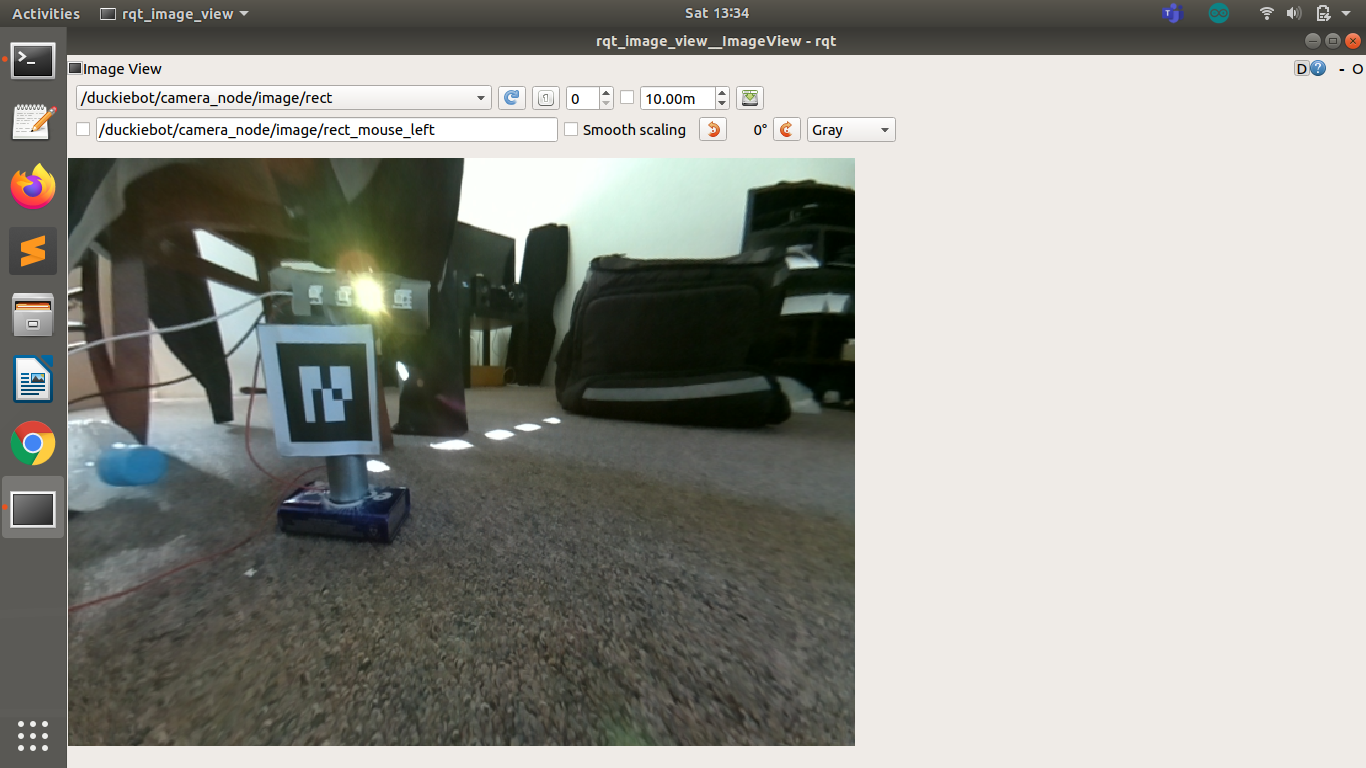 Activities rqt_image_view Sat 13:34
rqt_image_view__ImageView - rqt
Image View D ? - O
/duckiebot/camera_node/image/rect 0 10.00m
/duckiebot/camera_node/image/rect_mouse_left Smooth scaling 0° Gray